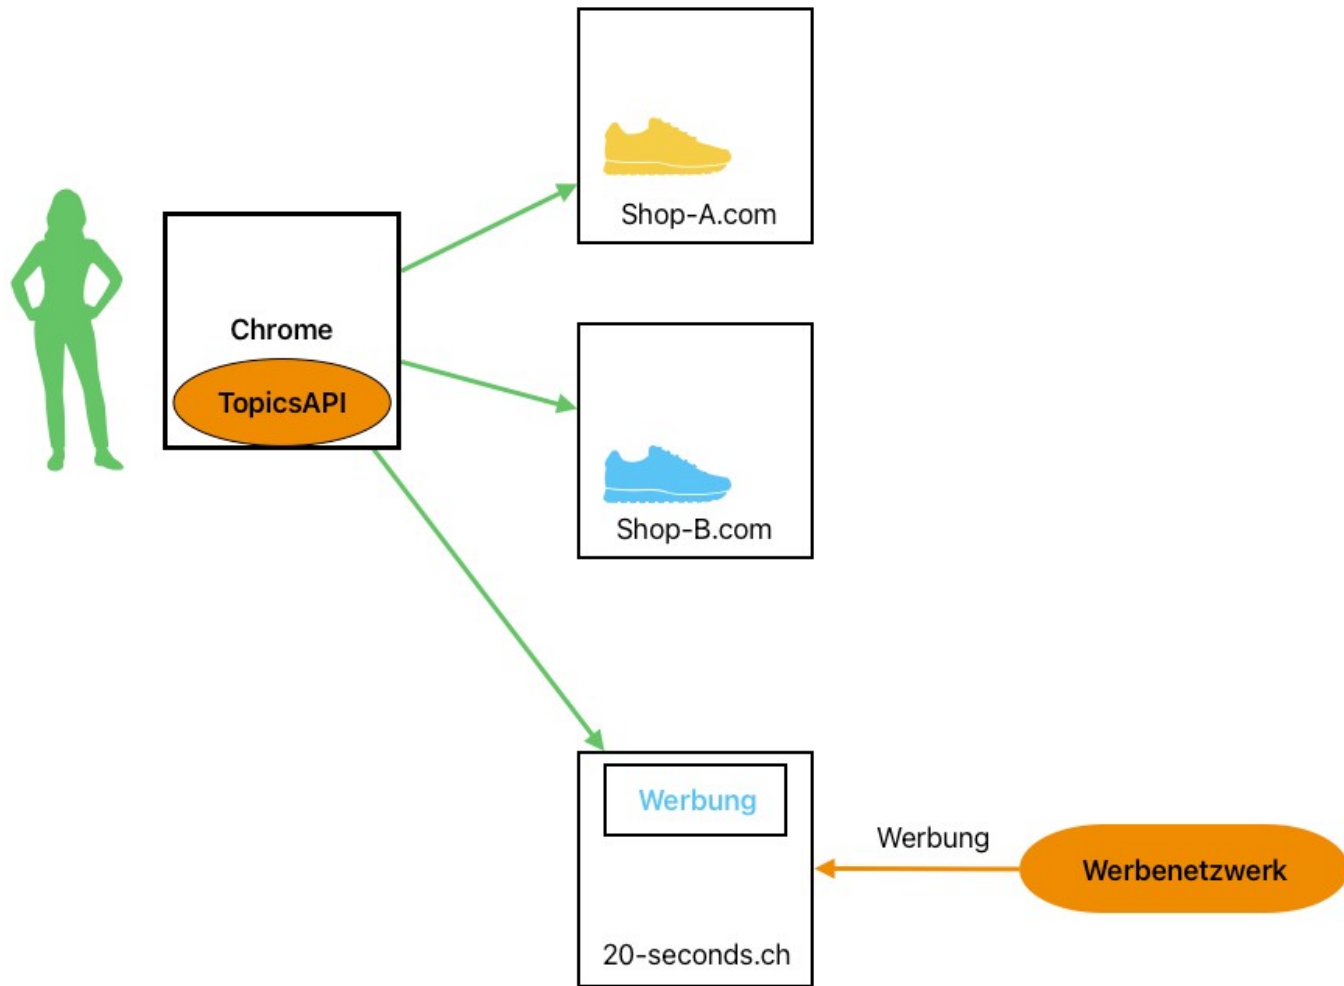 Shop-A.com
Chrome
TopicsAPI
Shop-B.com
Werbung
Werbung
Werbenetzwerk
20-seconds.ch